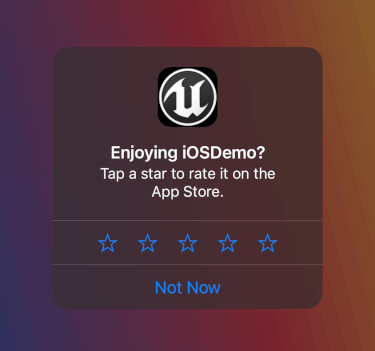 Enjoying iOSDemo?
Tap a star to rate it on the
App Store.
Not Now